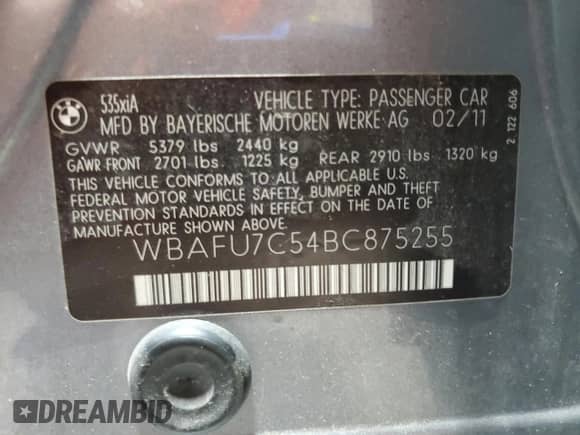 BMW
535xiA VEHICLE TYPE: PASSENGER CAR
MFD BY BAYERISCHE MOTOREN WERKE AG 02/11
GVWR 5379 lbs 2440 kg
GAWR FRONT 2701 lbs 1225 kg REAR 2910 lbs 1320 kg
THIS VEHICLE CONFORMS TO ALL APPLICABLE U.S.
FEDERAL MOTOR VEHICLE SAFETY, BUMPER AND THEFT
PREVENTION STANDARDS IN EFFECT ON THE DATE OF
MANUFACTURE SHOWN ABOVE.
WBAFU7C54BC875255
2 122 606
DREAMBID